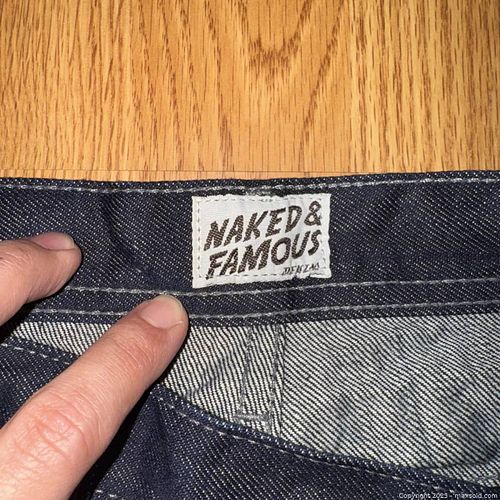 NAKED &
FAMOUS
DENIM
Copyright 2023 - maxsold.com